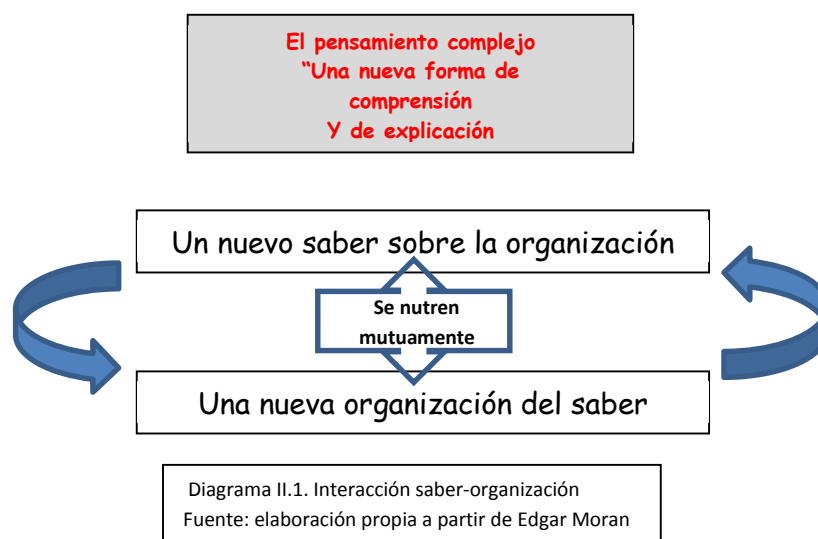 El pensamiento complejo
“Una nueva forma de
comprensión
Y de explicación
Un nuevo saber sobre la organización
Se nutren
mutuamente
Una nueva organización del saber
Diagrama II.1. Interacción saber-organización
Fuente: elaboración propia a partir de Edgar Moran